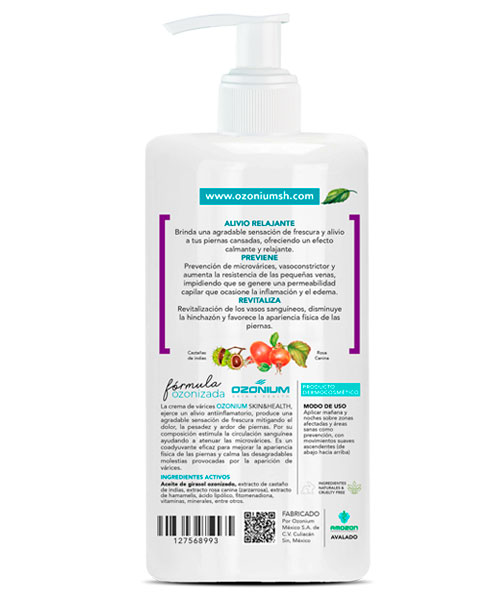 www.ozoniumsh.com
ALIVIO RELAJANTE
Brinda una agradable sensación de frescura y alivio
a tus piernas cansadas, ofreciendo un efecto
calmante y relajante.
PREVIENE
Prevención de microvárices, vasoconstrictor y
aumenta la resistencia de las pequeñas venas,
impidiendo que se genere una permeabilidad
capilar que ocasione la inflamación y el edema.
REVITALIZA
Revitalización de los vasos sanguíneos, disminuye
la hinchazón y favorece la apariencia física de las
piernas.
Castañas
de indias
Rosa
Canina
fórmula
ozonizada
OZONIUM
SKIN & HEALTH
La crema de várices OZONIUM SKIN&HEALTH,
ejerce un alivio antiinflamatorio, produce una
agradable sensación de frescura mitigando el
dolor, la pesadez y ardor de piernas. Por su
composición estimula la circulación sanguínea
ayudando a atenuar las microvárices. Es un
coadyuvante eficaz para mejorar la apariencia
física de las piernas y calma las desagradables
molestias provocadas por la aparición de
várices.
INGREDIENTES ACTIVOS
Aceite de girasol ozonizado, extracto de castaño
de indias, extracto rosa canina (zarzarrosa), extracto
de hamamelis, ácido lipólico, fitomenadiona,
vitaminas, minerales, entre otros.
PRODUCTO
DERMOCOSMÉTICO
MODO DE USO
Aplicar mañana y
noches sobre zonas
afectadas y áreas
sanas como
prevención, con
movimientos suaves
ascendentes (de
abajo hacia arriba)
INGREDIENTES
NATURALES &
CRUELTY FREE
127568993
FABRICADO
Por Ozonium
México S.A. de
C.V. Culiacán
Sin, México
AMOZON
AVALADO